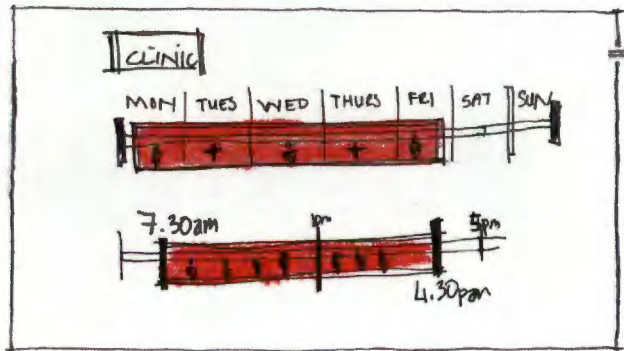 CLINIC
MON TUES WED THURS FRI SAT SUN
7.30am 1pm 5pm
4.30pm